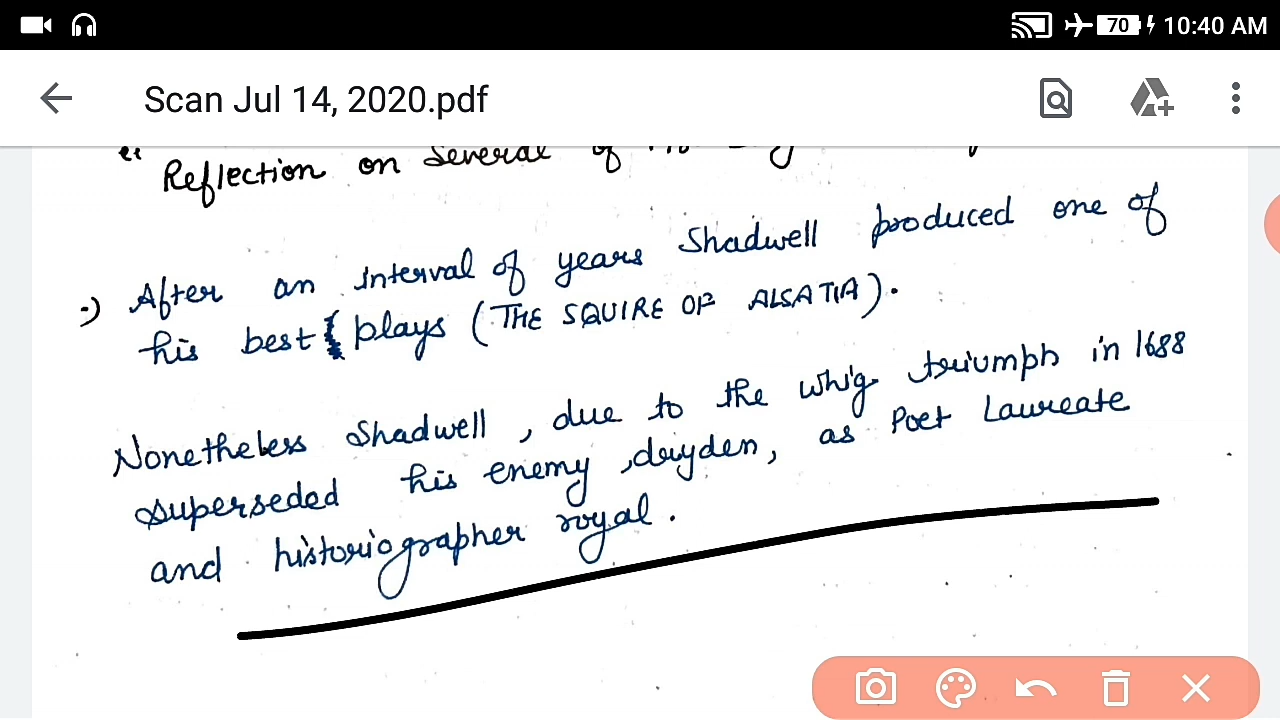 70 10:40 AM
Scan Jul 14, 2020.pdf
Reflection on several of
:) After an interval of years Shadwell produced one of
his best plays (THE SQUIRE OF ALSATIA).
Nonetheless Shadwell, due to the whig triumph in 1688
superseded his enemy, dryden, as Poet Laureate
and historiographer royal.